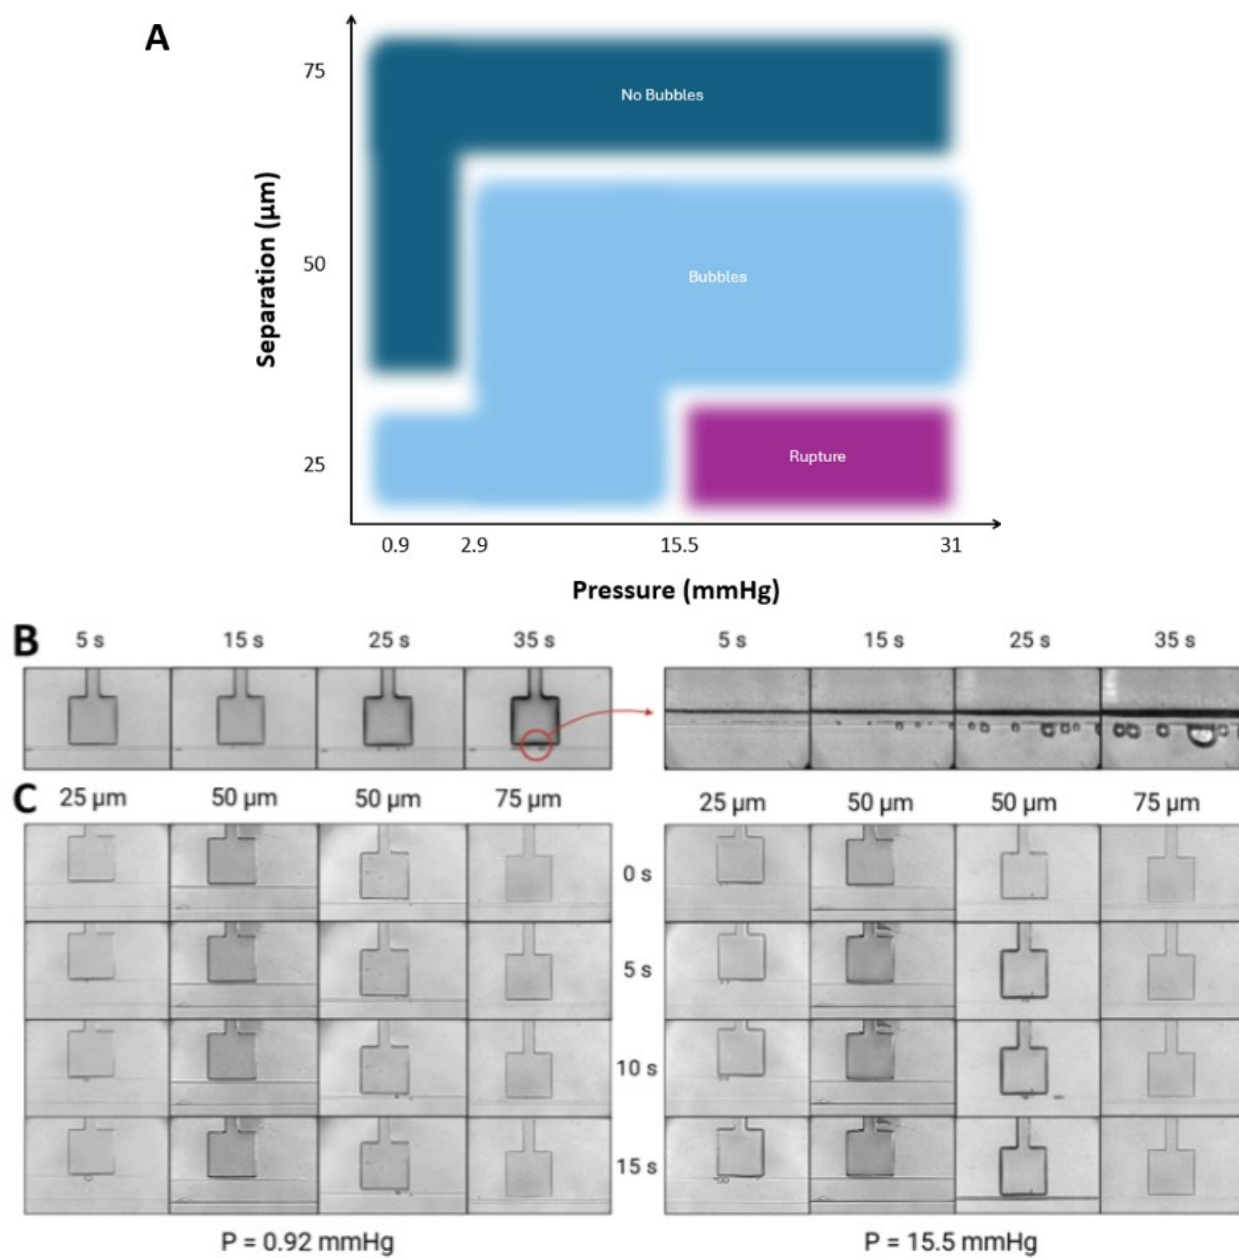 A
75
No Bubbles
Separation (μm)
50
Bubbles
25
Rupture
0.9 2.9 15.5 31
Pressure (mmHg)
B
5 s 15 s 25 s 35 s 5 s 15 s 25 s 35 s
C
25 μm 50 μm 50 μm 75 μm 25 μm 50 μm 50 μm 75 μm
0 s
5 s
10 s
15 s
P = 0.92 mmHg P = 15.5 mmHg